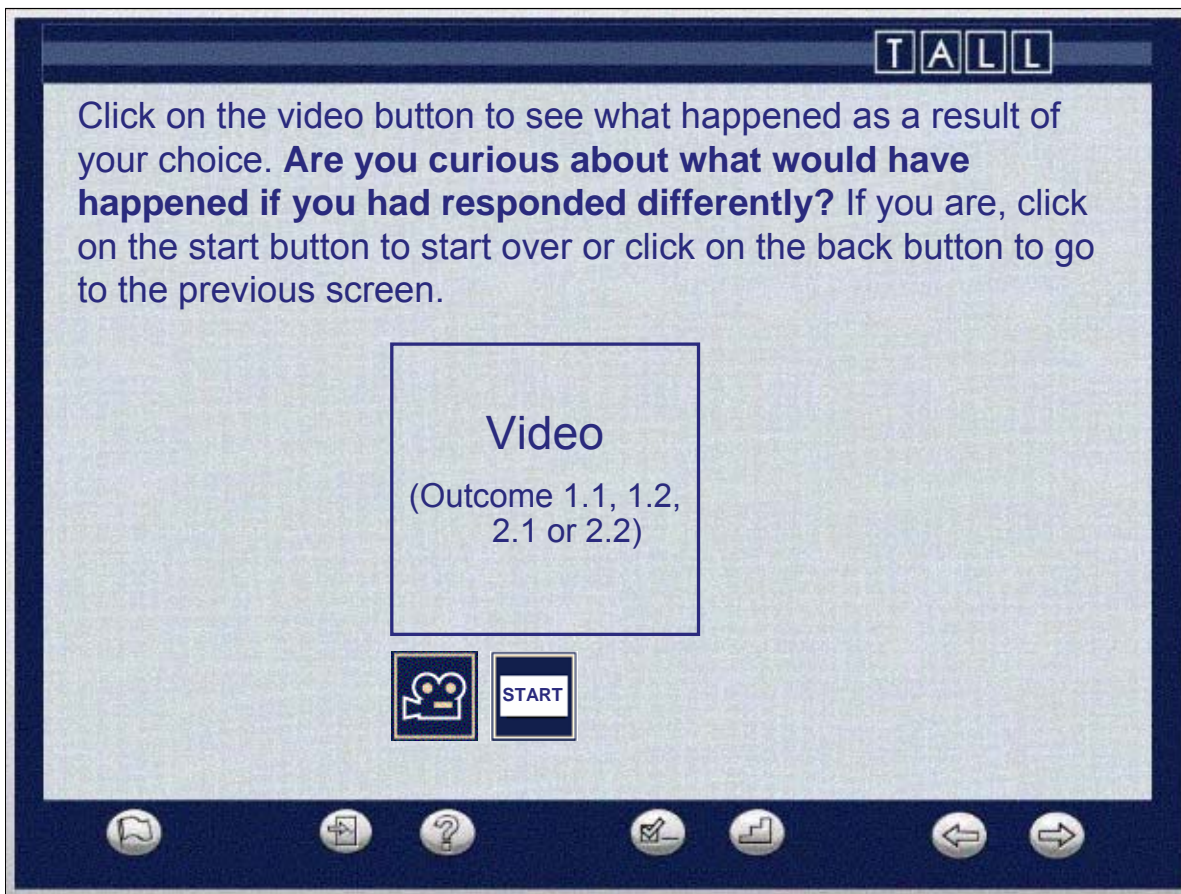 TALL
Click on the video button to see what happened as a result of
your choice. Are you curious about what would have
happened if you had responded differently? If you are, click
on the start button to start over or click on the back button to go
to the previous screen.
Video
(Outcome 1.1, 1.2,
2.1 or 2.2)
START